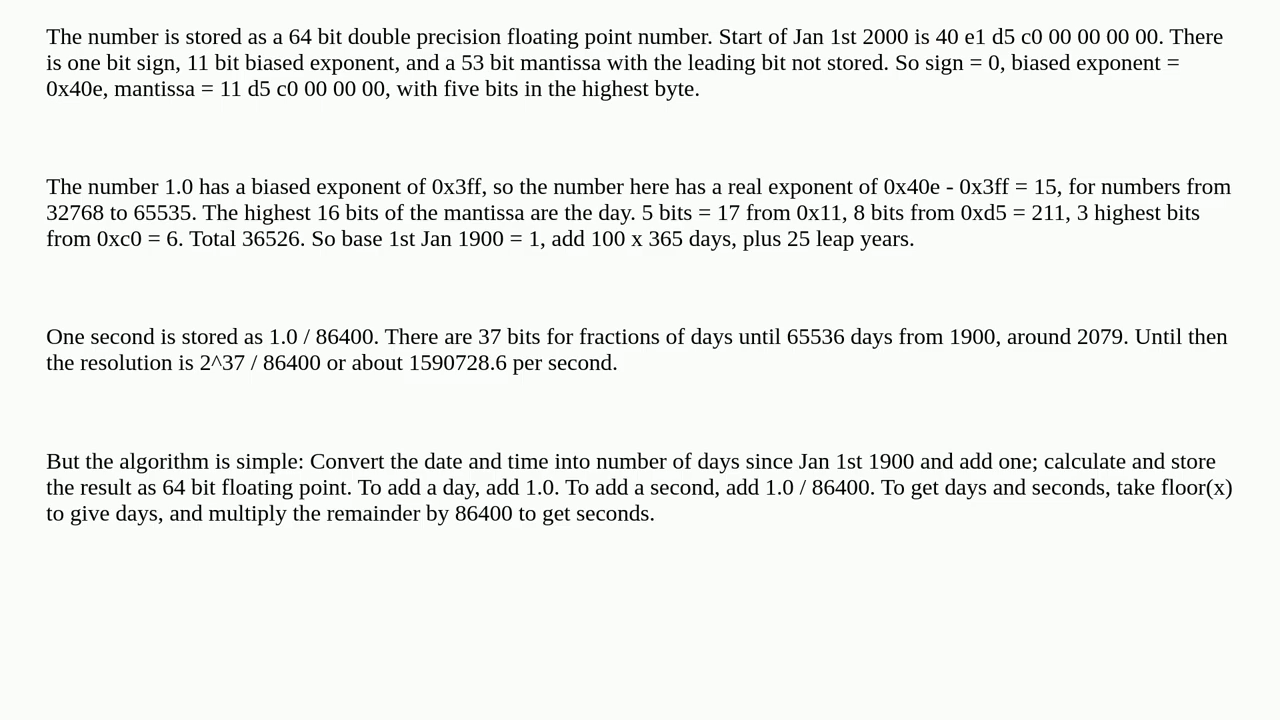 The number is stored as a 64 bit double precision floating point number. Start of Jan 1st 2000 is 40 e1 d5 c0 00 00 00 00. There
is one bit sign, 11 bit biased exponent, and a 53 bit mantissa with the leading bit not stored. So sign = 0, biased exponent =
0x40e, mantissa = 11 d5 c0 00 00 00, with five bits in the highest byte.
The number 1.0 has a biased exponent of 0x3ff, so the number here has a real exponent of 0x40e - 0x3ff = 15, for numbers from
32768 to 65535. The highest 16 bits of the mantissa are the day. 5 bits = 17 from 0x11, 8 bits from 0xd5 = 211, 3 highest bits
from 0xc0 = 6. Total 36526. So base 1st Jan 1900 = 1, add 100 x 365 days, plus 25 leap years.
One second is stored as 1.0 / 86400. There are 37 bits for fractions of days until 65536 days from 1900, around 2079. Until then
the resolution is 2^37 / 86400 or about 1590728.6 per second.
But the algorithm is simple: Convert the date and time into number of days since Jan 1st 1900 and add one; calculate and store
the result as 64 bit floating point. To add a day, add 1.0. To add a second, add 1.0 / 86400. To get days and seconds, take floor(x)
to give days, and multiply the remainder by 86400 to get seconds.